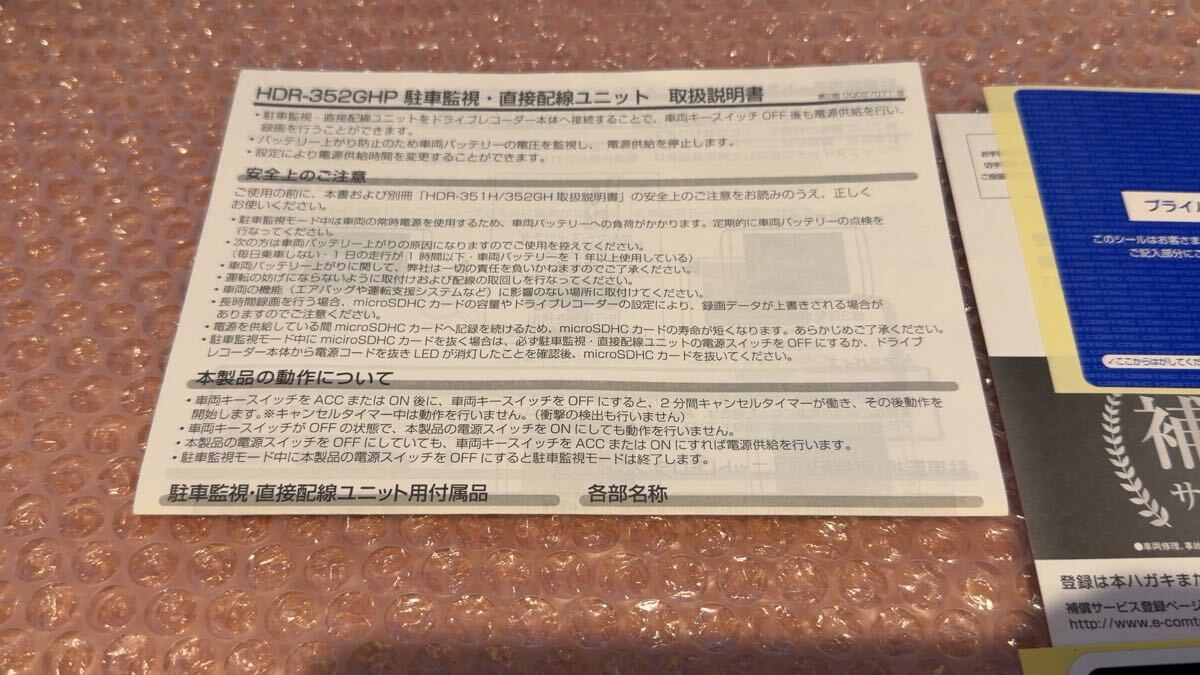 HDR-352GHP 駐車監視・直接配線ユニット 取扱説明書
第2版 00027071
・駐車監視・直接配線ユニットをドライブレコーダー本体へ接続することで、車両キースイッチ OFF 後も電源供給を行い、
録画を行うことができます。
・バッテリー上がり防止のため車両バッテリーの電圧を監視し、電源供給を停止します。
・設定により電源供給時間を変更することができます。
安全上のご注意
ご使用の前に、本書および別冊「HDR-351H/352GH 取扱説明書」の安全上のご注意をお読みのうえ、正しく
お使いください。
・駐車監視モード中は車両の常時電源を使用するため、車両バッテリーへの負荷がかかります。定期的に車両バッテリーの点検を
行なってください。
・次の方は車両バッテリー上がりの原因になりますのでご使用を控えてください。
(毎日乗車しない・1 日の走行が 1 時間以下・車両バッテリーを 1 年以上使用している)
・車両バッテリー上がりに関して、弊社は一切の責任を負いかねますのでご了承ください。
・運転の妨げにならないように取付けおよび配線の取回しを行なってください。
・車両の機能（エアバッグや運転支援システムなど）に影響のない場所に取付けてください。
・長時間録画を行う場合、microSDHC カードの容量やドライブレコーダーの設定により、録画データが上書きされる場合が
ありますのでご注意ください。
・電源を供給している間 microSDHC カードへ記録を続けるため、microSDHC カードの寿命が短くなります。あらかじめご了承ください。
・駐車監視モード中に miciroSDHC カードを抜く場合は、必ず駐車監視・直接配線ユニットの電源スイッチを OFF にするか、ドライブ
レコーダー本体から電源コードを抜き LED が消灯したことを確認後、microSDHC カードを抜いてください。
本製品の動作について
・車両キースイッチを ACC または ON 後に、車両キースイッチを OFF にすると、2 分間キャンセルタイマーが働き、その後動作を
開始します。※キャンセルタイマー中は動作を行いません。(衝撃の検出も行いません)
・車両キースイッチが OFF の状態で、本製品の電源スイッチを ON にしても動作を行いません。
・本製品の電源スイッチを OFF にしていても、車両キースイッチを ACC または ON にすれば電源供給を行います。
・駐車監視モード中に本製品の電源スイッチを OFF にすると駐車監視モードは終了します。
駐車監視・直接配線ユニット用付属品
各部名称
プライ
このシールはお客さま
ご記入部分に
ここからはがしてくだ
補
サ
●車両修理、事故
登録は本ハガキまた
補償サービス登録ページ
http://www.e-comt